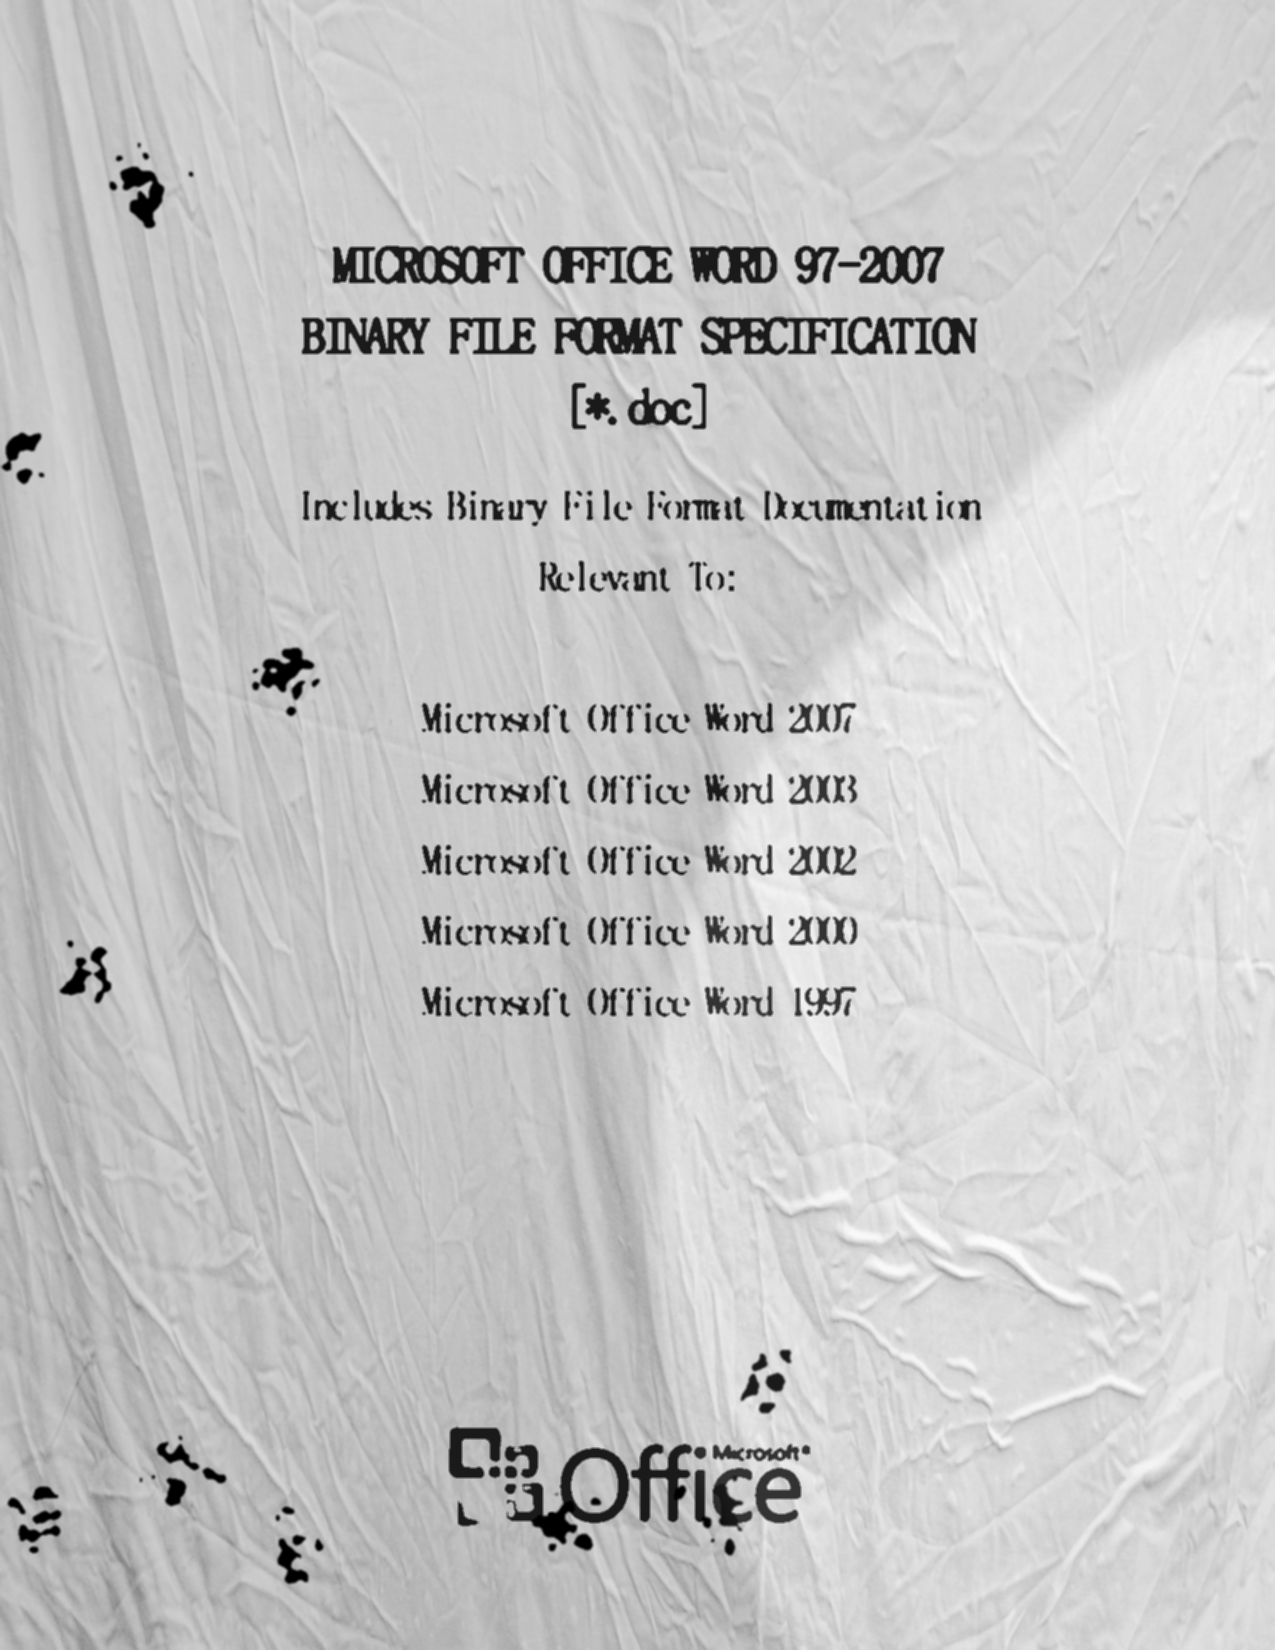 MICROSOFT OFFICE WORD 97-2007
BINARY FILE FORMAT SPECIFICATION
[*.doc]
Includes Binary File Format Documentation
Relevant To:
Microsoft Office Word 2007
Microsoft Office Word 2003
Microsoft Office Word 2002
Microsoft Office Word 2000
Microsoft Office Word 1997
Microsoft®
Office